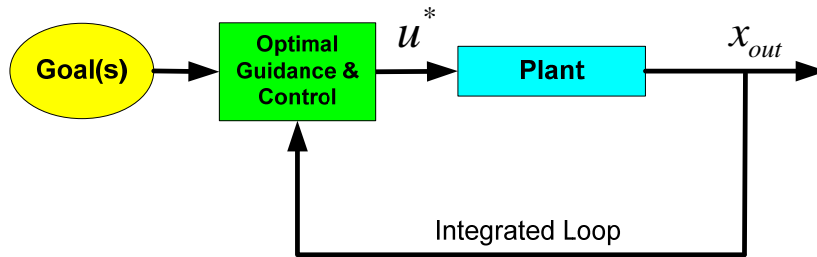 Goal(s)
Optimal
Guidance &
Control
u*
Plant
x_out
Integrated Loop